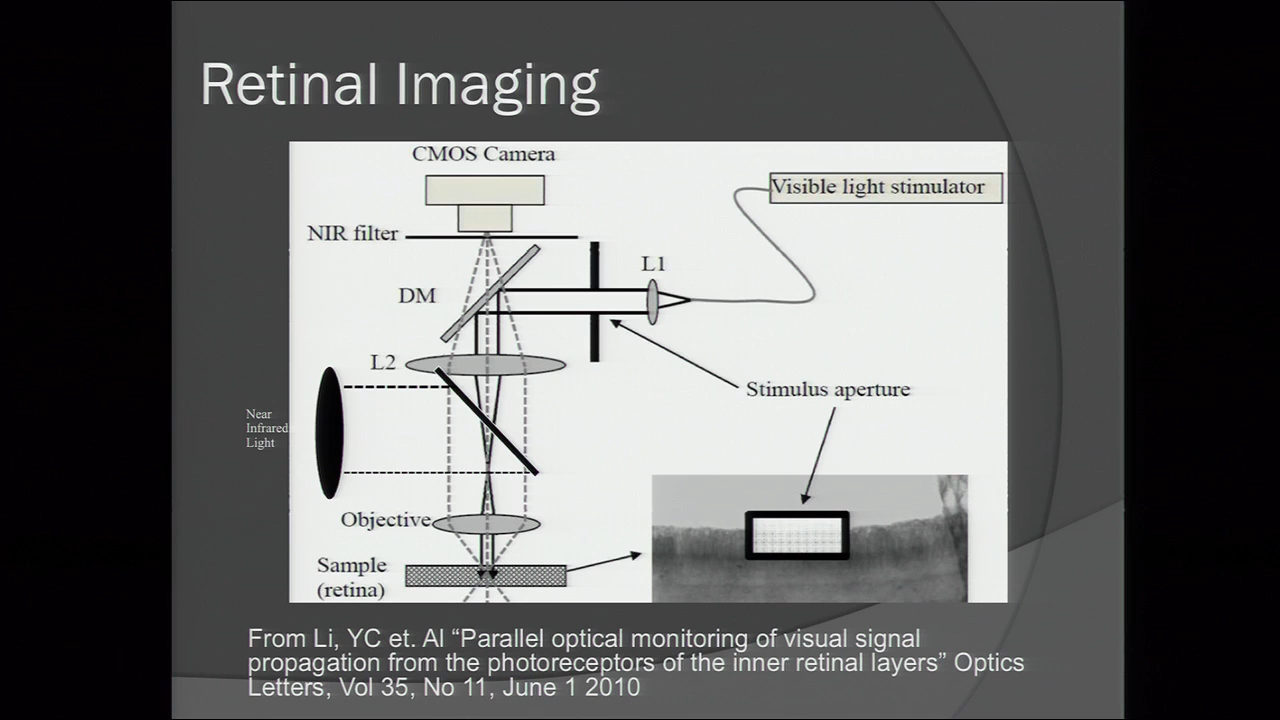 Retinal Imaging
CMOS Camera
Visible light stimulator
NIR filter
L1
DM
L2
Stimulus aperture
Near
Infrared
Light
Objective
Sample
(retina)
From Li, YC et. Al “Parallel optical monitoring of visual signal
propagation from the photoreceptors of the inner retinal layers” Optics
Letters, Vol 35, No 11, June 1 2010